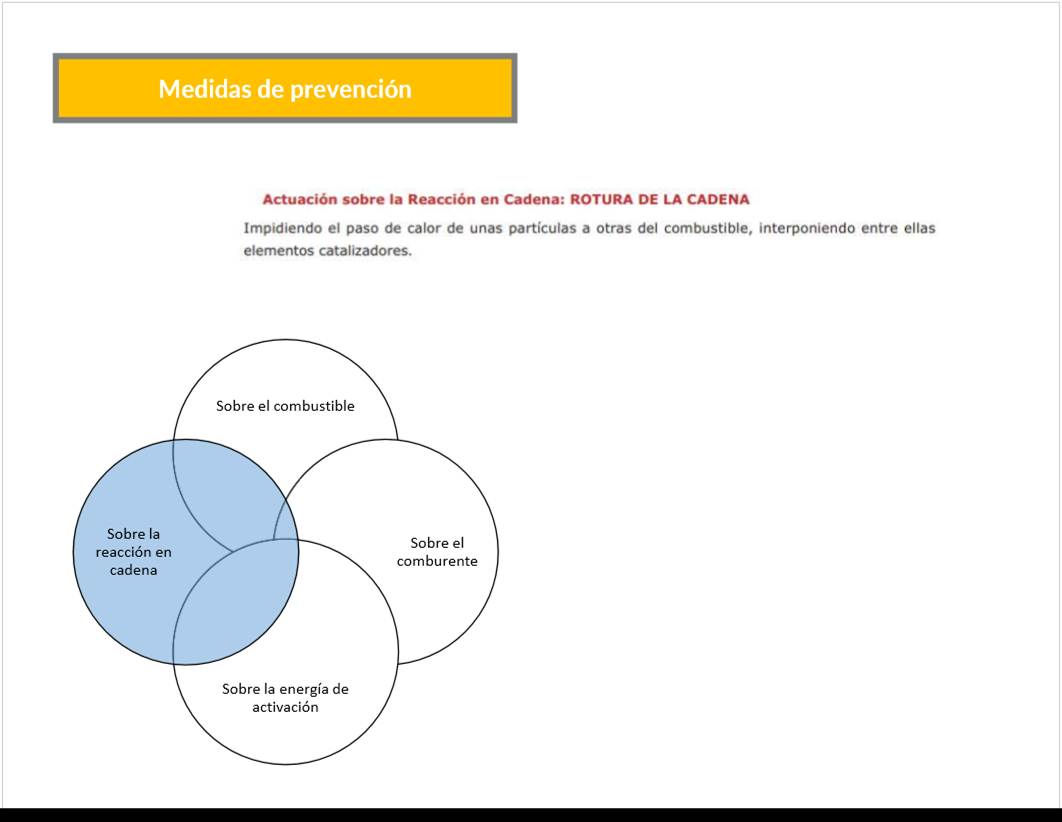 Medidas de prevención
Actuación sobre la Reacción en Cadena: ROTURA DE LA CADENA
Impidiendo el paso de calor de unas partículas a otras del combustible, interponiendo entre ellas
elementos catalizadores.
Sobre el combustible
Sobre la
reacción en
cadena
Sobre el
comburente
Sobre la energía de
activación